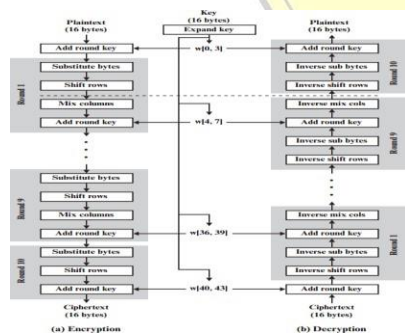 Key
(16 bytes)
Expand key
Plaintext
(16 bytes)
Add round key
Substitute bytes
Shift rows
Mix columns
Add round key
Round 1
Substitute bytes
Shift rows
Mix columns
Add round key
Round 9
Substitute bytes
Shift rows
Add round key
Round 10
Ciphertext
(16 bytes)
(a) Encryption
w[0, 3]
w[4, 7]
w[36, 39]
w[40, 43]
Plaintext
(16 bytes)
Add round key
Inverse sub bytes
Inverse shift rows
Round 10
Inverse mix cols
Add round key
Inverse sub bytes
Inverse shift rows
Round 9
Inverse mix cols
Add round key
Inverse sub bytes
Inverse shift rows
Round 1
Add round key
Ciphertext
(16 bytes)
(b) Decryption